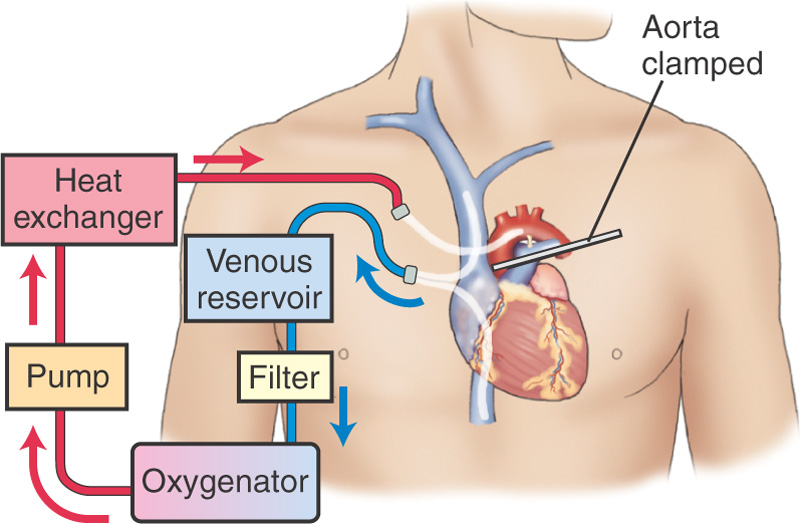 Aorta
clamped
Heat
exchanger
Venous
reservoir
Pump
Filter
Oxygenator